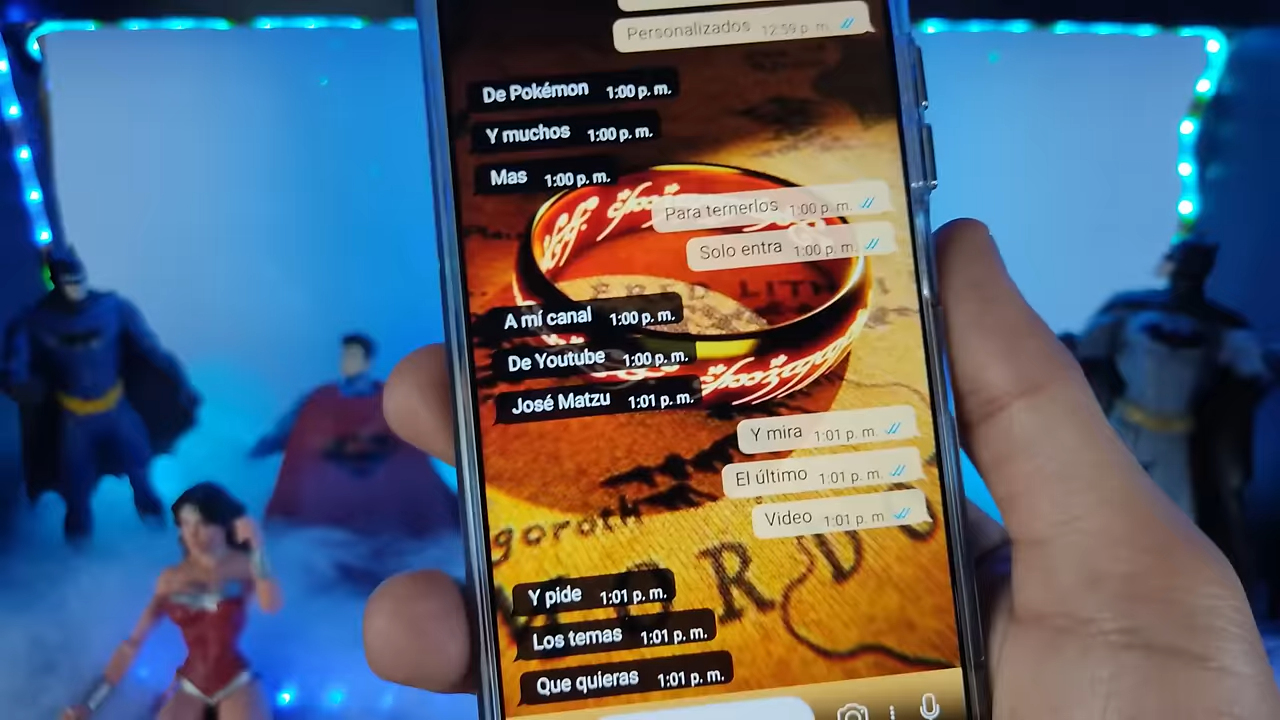 Personalizados 12:59 p. m.
De Pokémon 1:00 p. m.
Y muchos 1:00 p. m.
Mas 1:00 p. m.
Para ternerlos 1:00 p. m.
Solo entra 1:00 p. m.
A mí canal 1:00 p. m.
De Youtube 1:00 p. m.
José Matzu 1:01 p. m.
Y mira 1:01 p. m.
El último 1:01 p. m.
Video 1:01 p. m
goroth
ORD
Y pide 1:01 p. m.
Los temas 1:01 p. m.
Que quieras 1:01 p. m.